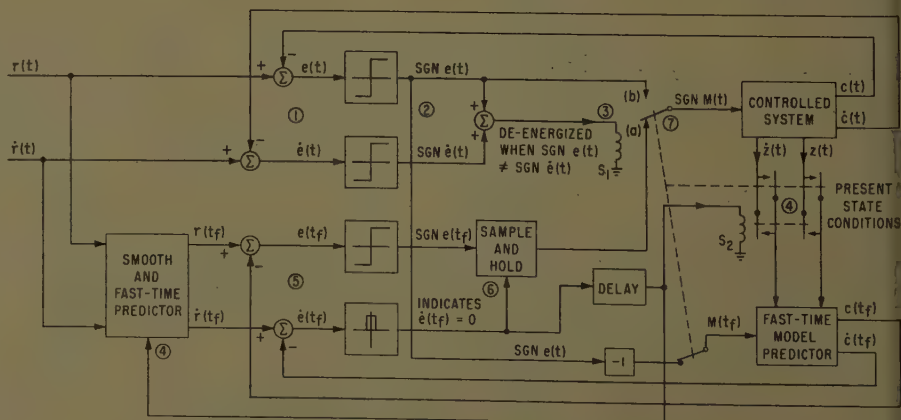 r(t)
ṙ(t)
−
−
+
Σ
e(t)
①
SGN e(t)
②
+
Σ
+
③
S₁
DE-ENERGIZED
WHEN SGN e(t)
≠ SGN ė(t)
(b)
(a)
⑦
SGN M(t)
CONTROLLED
SYSTEM
c(t)
ċ(t)
+
Σ
ė(t)
SGN ė(t)
ż(t)
z(t)
④
PRESENT
STATE
CONDITIONS
S₂
SMOOTH
AND
FAST-TIME
PREDICTOR
④
r(tf)
+
Σ
−
e(tf)
⑤
SGN e(tf)
SAMPLE
AND
HOLD
⑥
DELAY
ṙ(tf)
+
Σ
−
ė(tf)
INDICATES
ė(tf) = 0
SGN e(t)
-1
M(tf)
FAST-TIME
MODEL
PREDICTOR
c(tf)
ċ(tf)